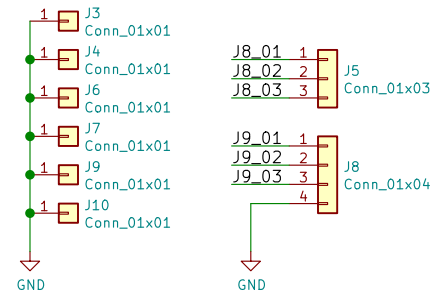 1 J3
Conn_01x01
1 J4
Conn_01x01
1 J6
Conn_01x01
1 J7
Conn_01x01
1 J9
Conn_01x01
1 J10
Conn_01x01
GND
J8_01 1
J8_02 2
J8_03 3
J5
Conn_01x03
J9_01 1
J9_02 2
J9_03 3
4
J8
Conn_01x04
GND